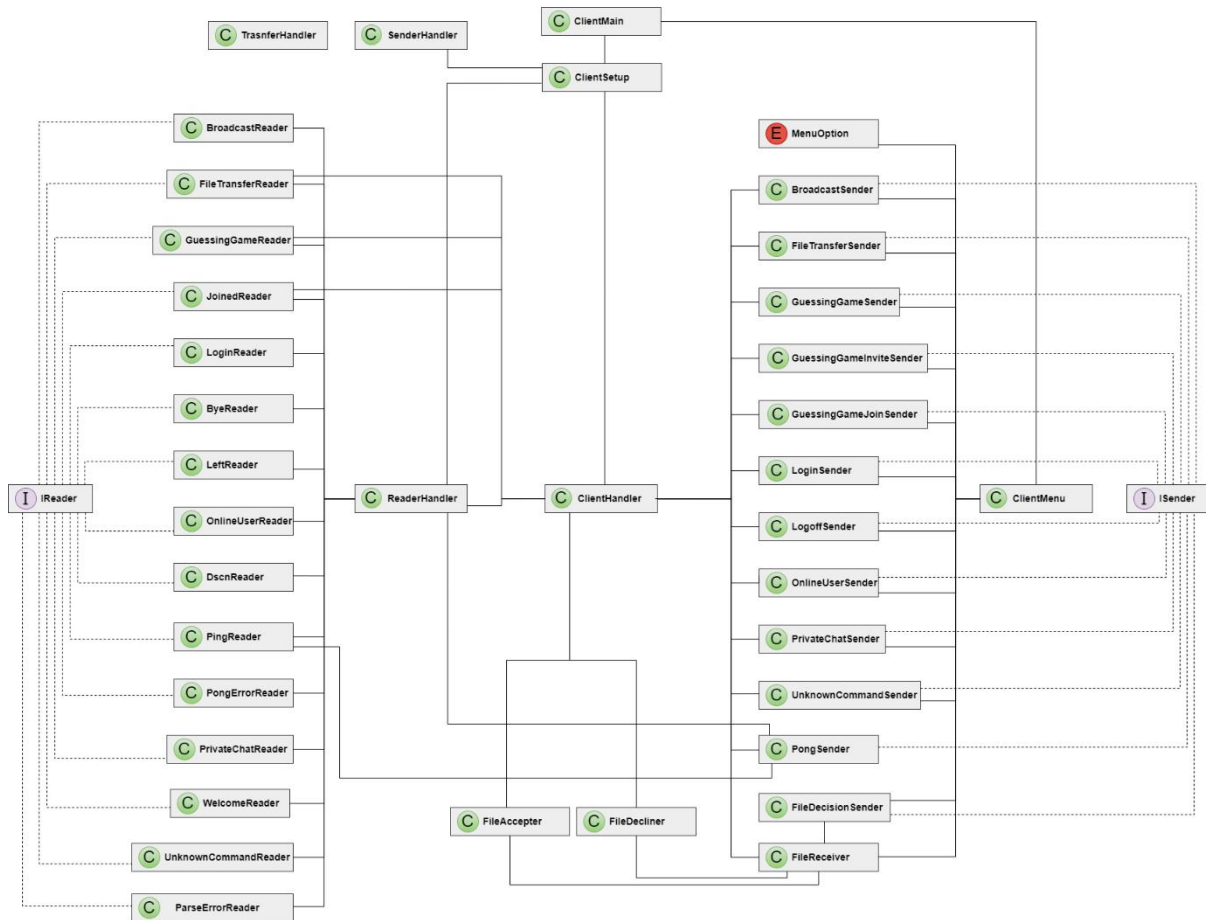 C TrasnferHandler
C SenderHandler
C ClientMain
C ClientSetup
C BroadcastReader
C FileTransferReader
C GuessingGameReader
C JoinedReader
C LoginReader
C ByeReader
C LeftReader
I IReader
C OnlineUserReader
C DscnReader
C PingReader
C PongErrorReader
C PrivateChatReader
C WelcomeReader
C UnknownCommandReader
C ParseErrorReader
C ReaderHandler
C ClientHandler
C FileAccepter
C FileDecliner
E MenuOption
C BroadcastSender
C FileTransferSender
C GuessingGameSender
C GuessingGameInviteSender
C GuessingGameJoinSender
C LoginSender
C LogoffSender
C OnlineUserSender
C PrivateChatSender
C UnknownCommandSender
C PongSender
C FileDecisionSender
C FileReceiver
C ClientMenu
I ISender